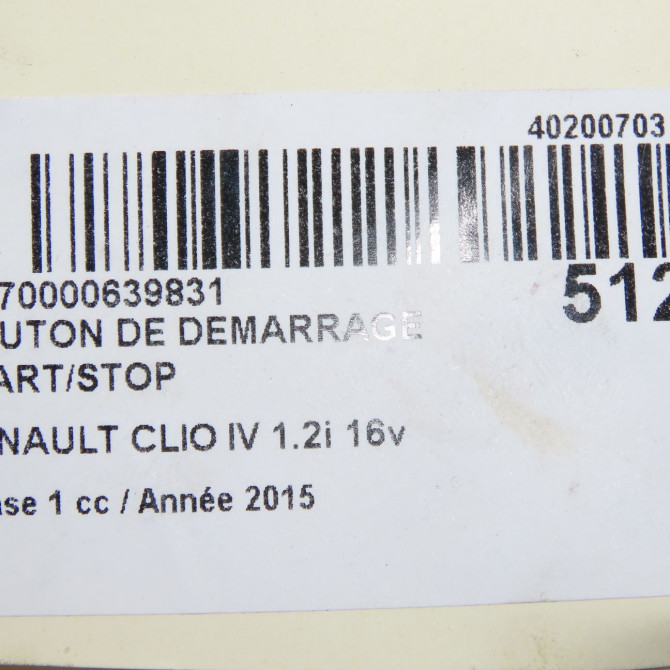 40200703
70000639831
512
UTON DE DEMARRAGE
ART/STOP
NAULT CLIO IV 1.2i 16v
se 1 cc / Année 2015